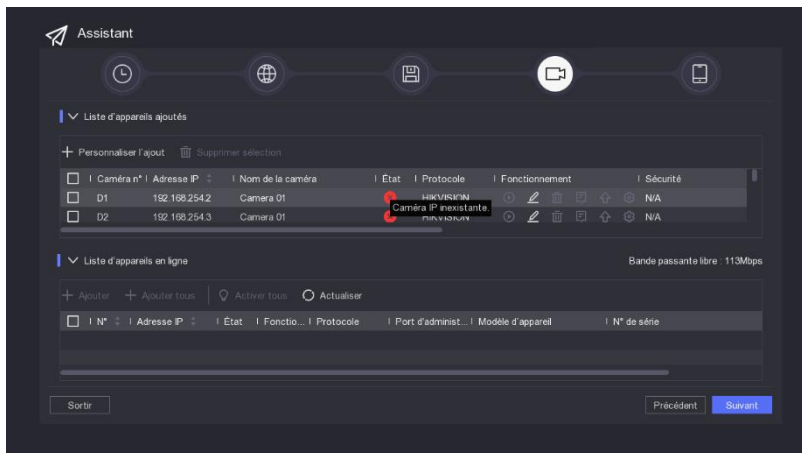 Assistant
Liste d'appareils ajoutés
Personnaliser l'ajout Supprimer sélection
Caméra n° Adresse IP Nom de la caméra État Protocole Fonctionnement Sécurité
D1 192.168.254.2 Camera 01 HIKVISION N/A
Caméra IP inexistante.
D2 192.168.254.3 Camera 01 HIKVISION N/A
Liste d'appareils en ligne Bande passante libre : 113Mbps
Ajouter Ajouter tous Activer tous Actualiser
N° Adresse IP État Fonctio... Protocole Port d'administ... Modèle d'appareil N° de série
Sortir Précédent Suivant